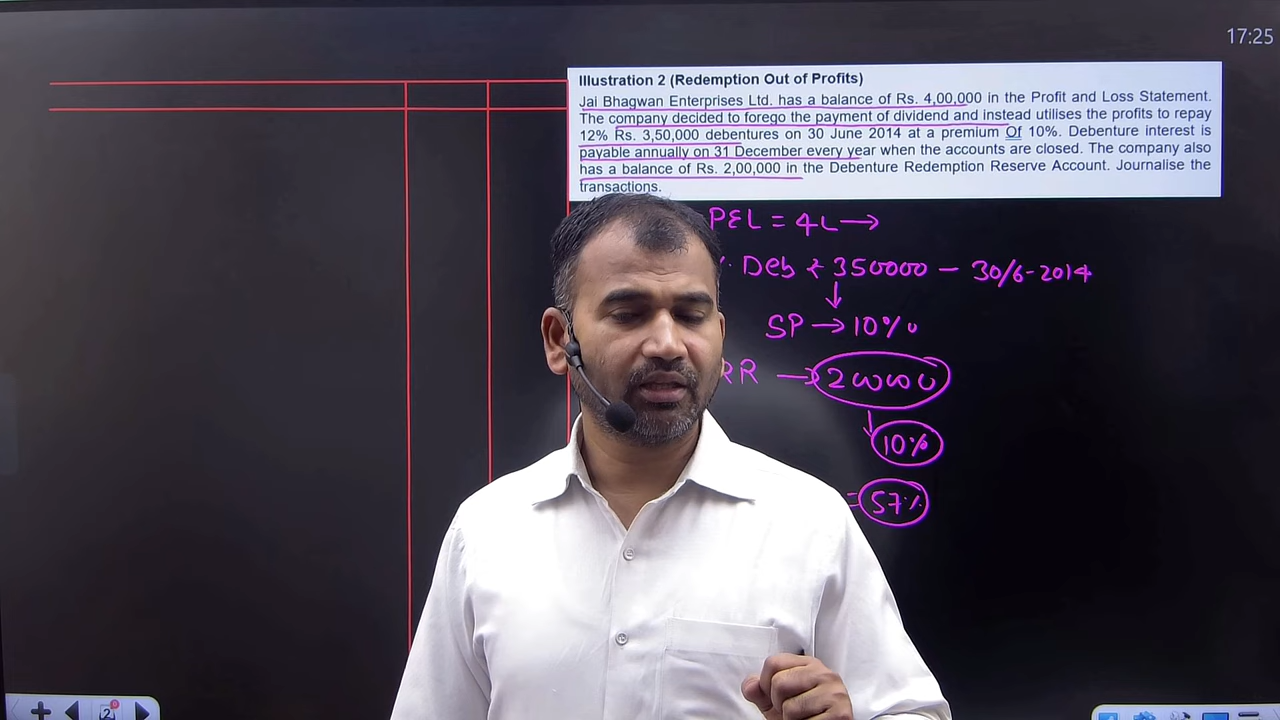 17:25
Illustration 2 (Redemption Out of Profits)
Jai Bhagwan Enterprises Ltd. has a balance of Rs. 4,00,000 in the Profit and Loss Statement.
The company decided to forego the payment of dividend and instead utilises the profits to repay
12% Rs. 3,50,000 debentures on 30 June 2014 at a premium Of 10%. Debenture interest is
payable annually on 31 December every year when the accounts are closed. The company also
has a balance of Rs. 2,00,000 in the Debenture Redemption Reserve Account. Journalise the
transactions.
P&L = 4L →
Deb ₹ 350000 - 30/6-2014
SP → 10%
RR → 200000
10%
= 57%
2